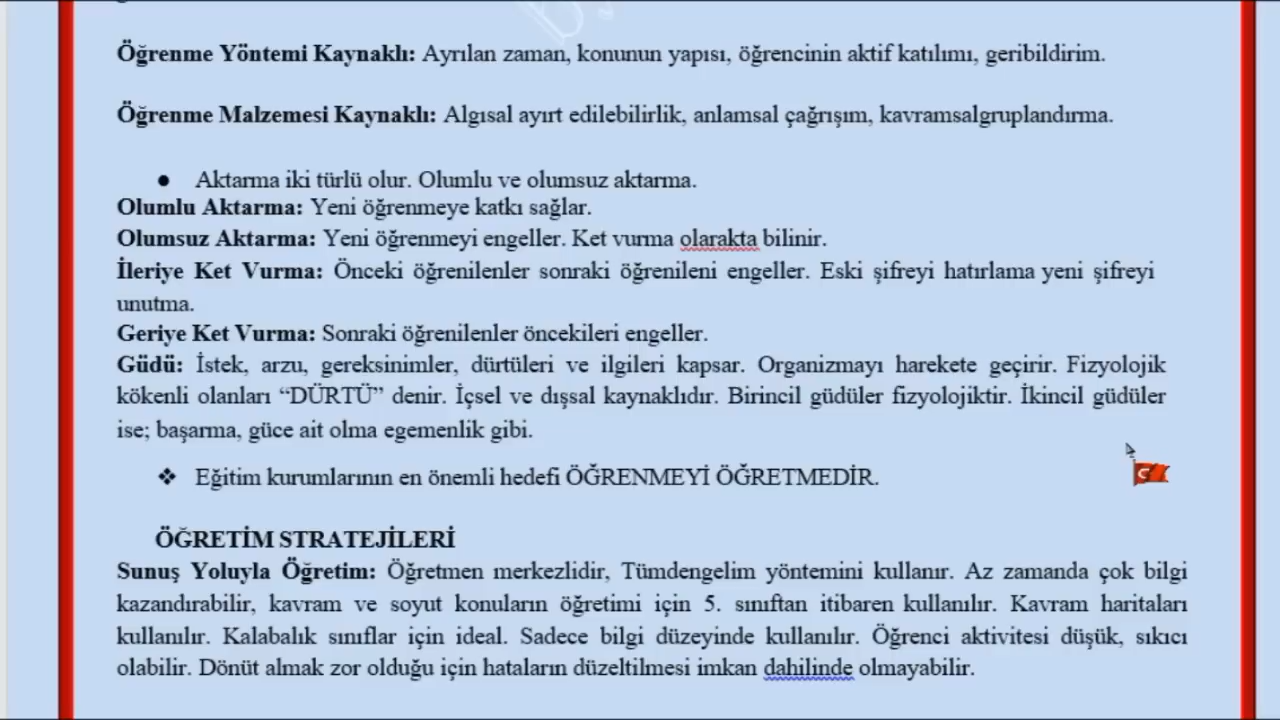 Öğrenme Yöntemi Kaynaklı: Ayrılan zaman, konunun yapısı, öğrencinin aktif katılımı, geribildirim.
Öğrenme Malzemesi Kaynaklı: Algısal ayırt edilebilirlik, anlamsal çağrışım, kavramsalgruplandırma.
● Aktarma iki türlü olur. Olumlu ve olumsuz aktarma.
Olumlu Aktarma: Yeni öğrenmeye katkı sağlar.
Olumsuz Aktarma: Yeni öğrenmeyi engeller. Ket vurma olarakta bilinir.
İleriye Ket Vurma: Önceki öğrenilenler sonraki öğrenileni engeller. Eski şifreyi hatırlama yeni şifreyi
unutma.
Geriye Ket Vurma: Sonraki öğrenilenler öncekileri engeller.
Güdü: İstek, arzu, gereksinimler, dürtüleri ve ilgileri kapsar. Organizmayı harekete geçirir. Fizyolojik
kökenli olanları “DÜRTÜ” denir. İçsel ve dışsal kaynaklıdır. Birincil güdüler fizyolojiktir. İkincil güdüler
ise; başarma, güce ait olma egemenlik gibi.
❖ Eğitim kurumlarının en önemli hedefi ÖĞRENMEYİ ÖĞRETMEDİR.
ÖĞRETİM STRATEJİLERİ
Sunuş Yoluyla Öğretim: Öğretmen merkezlidir, Tümdengelim yöntemini kullanır. Az zamanda çok bilgi
kazandırabilir, kavram ve soyut konuların öğretimi için 5. sınıftan itibaren kullanılır. Kavram haritaları
kullanılır. Kalabalık sınıflar için ideal. Sadece bilgi düzeyinde kullanılır. Öğrenci aktivitesi düşük, sıkıcı
olabilir. Dönüt almak zor olduğu için hataların düzeltilmesi imkan dahilinde olmayabilir.